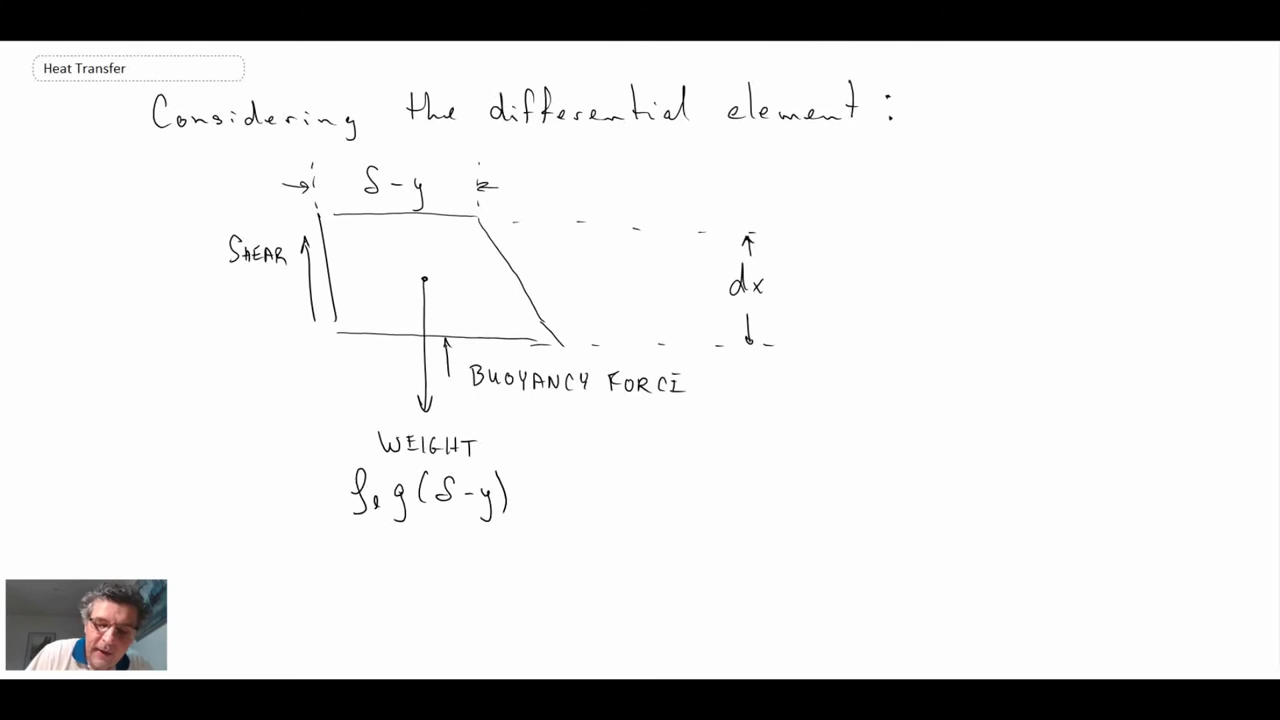 Heat Transfer
Considering the differential element:
δ-y
SHEAR
dx
BUOYANCY FORCE
WEIGHT
ρₗ g(δ-y)